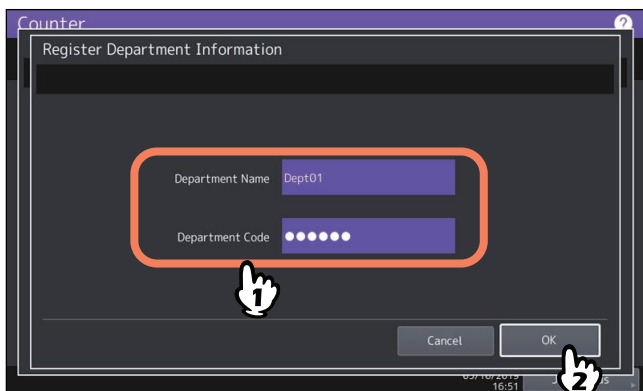 Counter
?
Register Department Information
Department Name Dept01
Department Code ●●●●●●
1
Cancel OK
2
16:51